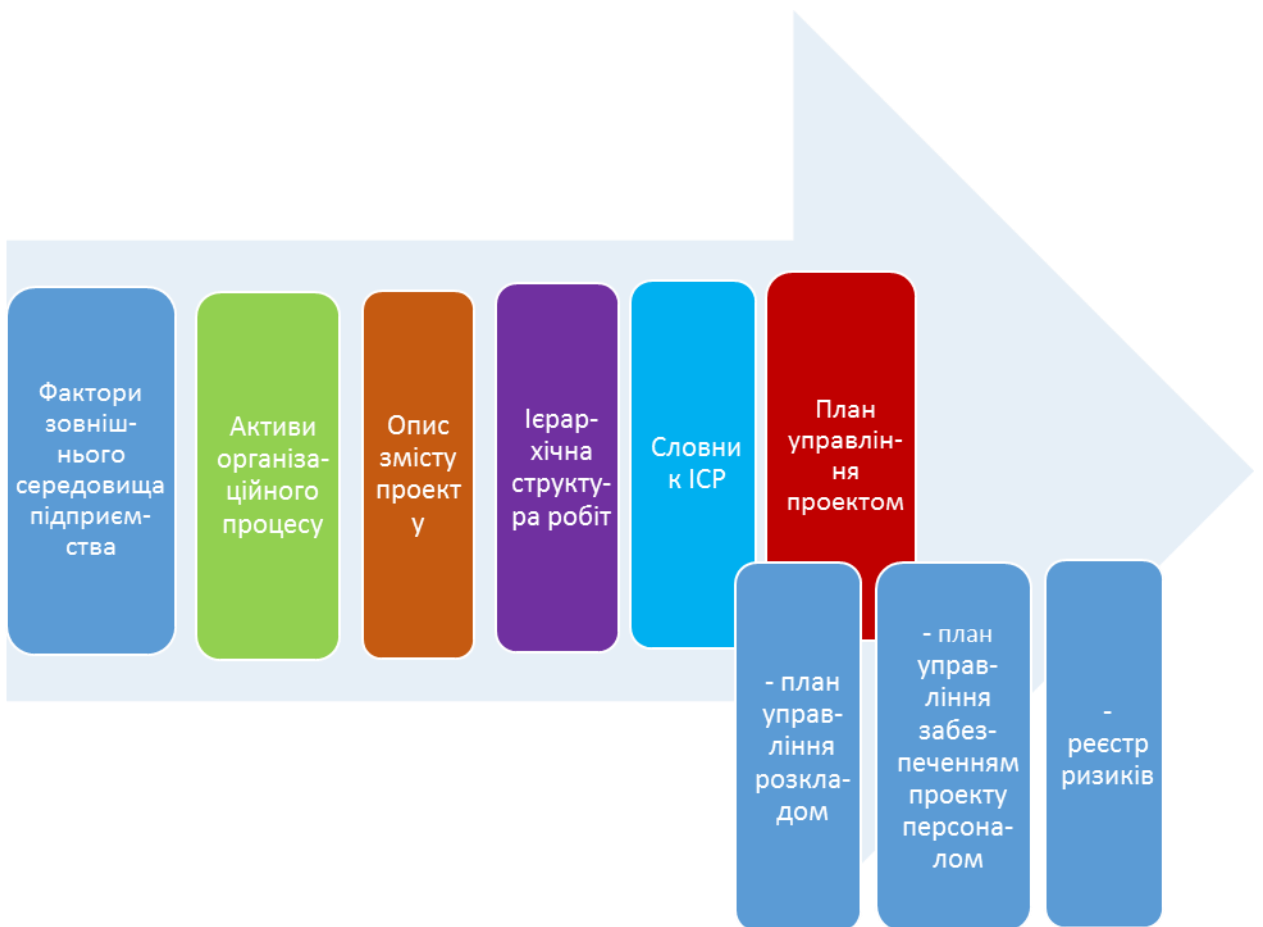 Фактори
зовніш-
нього
середовища
підприєм-
ства
Активи
організа-
ційного
процесу
Опис
змісту
проект
у
Ієрар-
хічна
структу-
ра робіт
Словни
к ІСР
План
управлін-
ня
проектом
- план
управ-
ління
розкла-
дом
- план
управ-
ління
забез-
печенням
проекту
персона-
лом
-
реєстр
ризиків